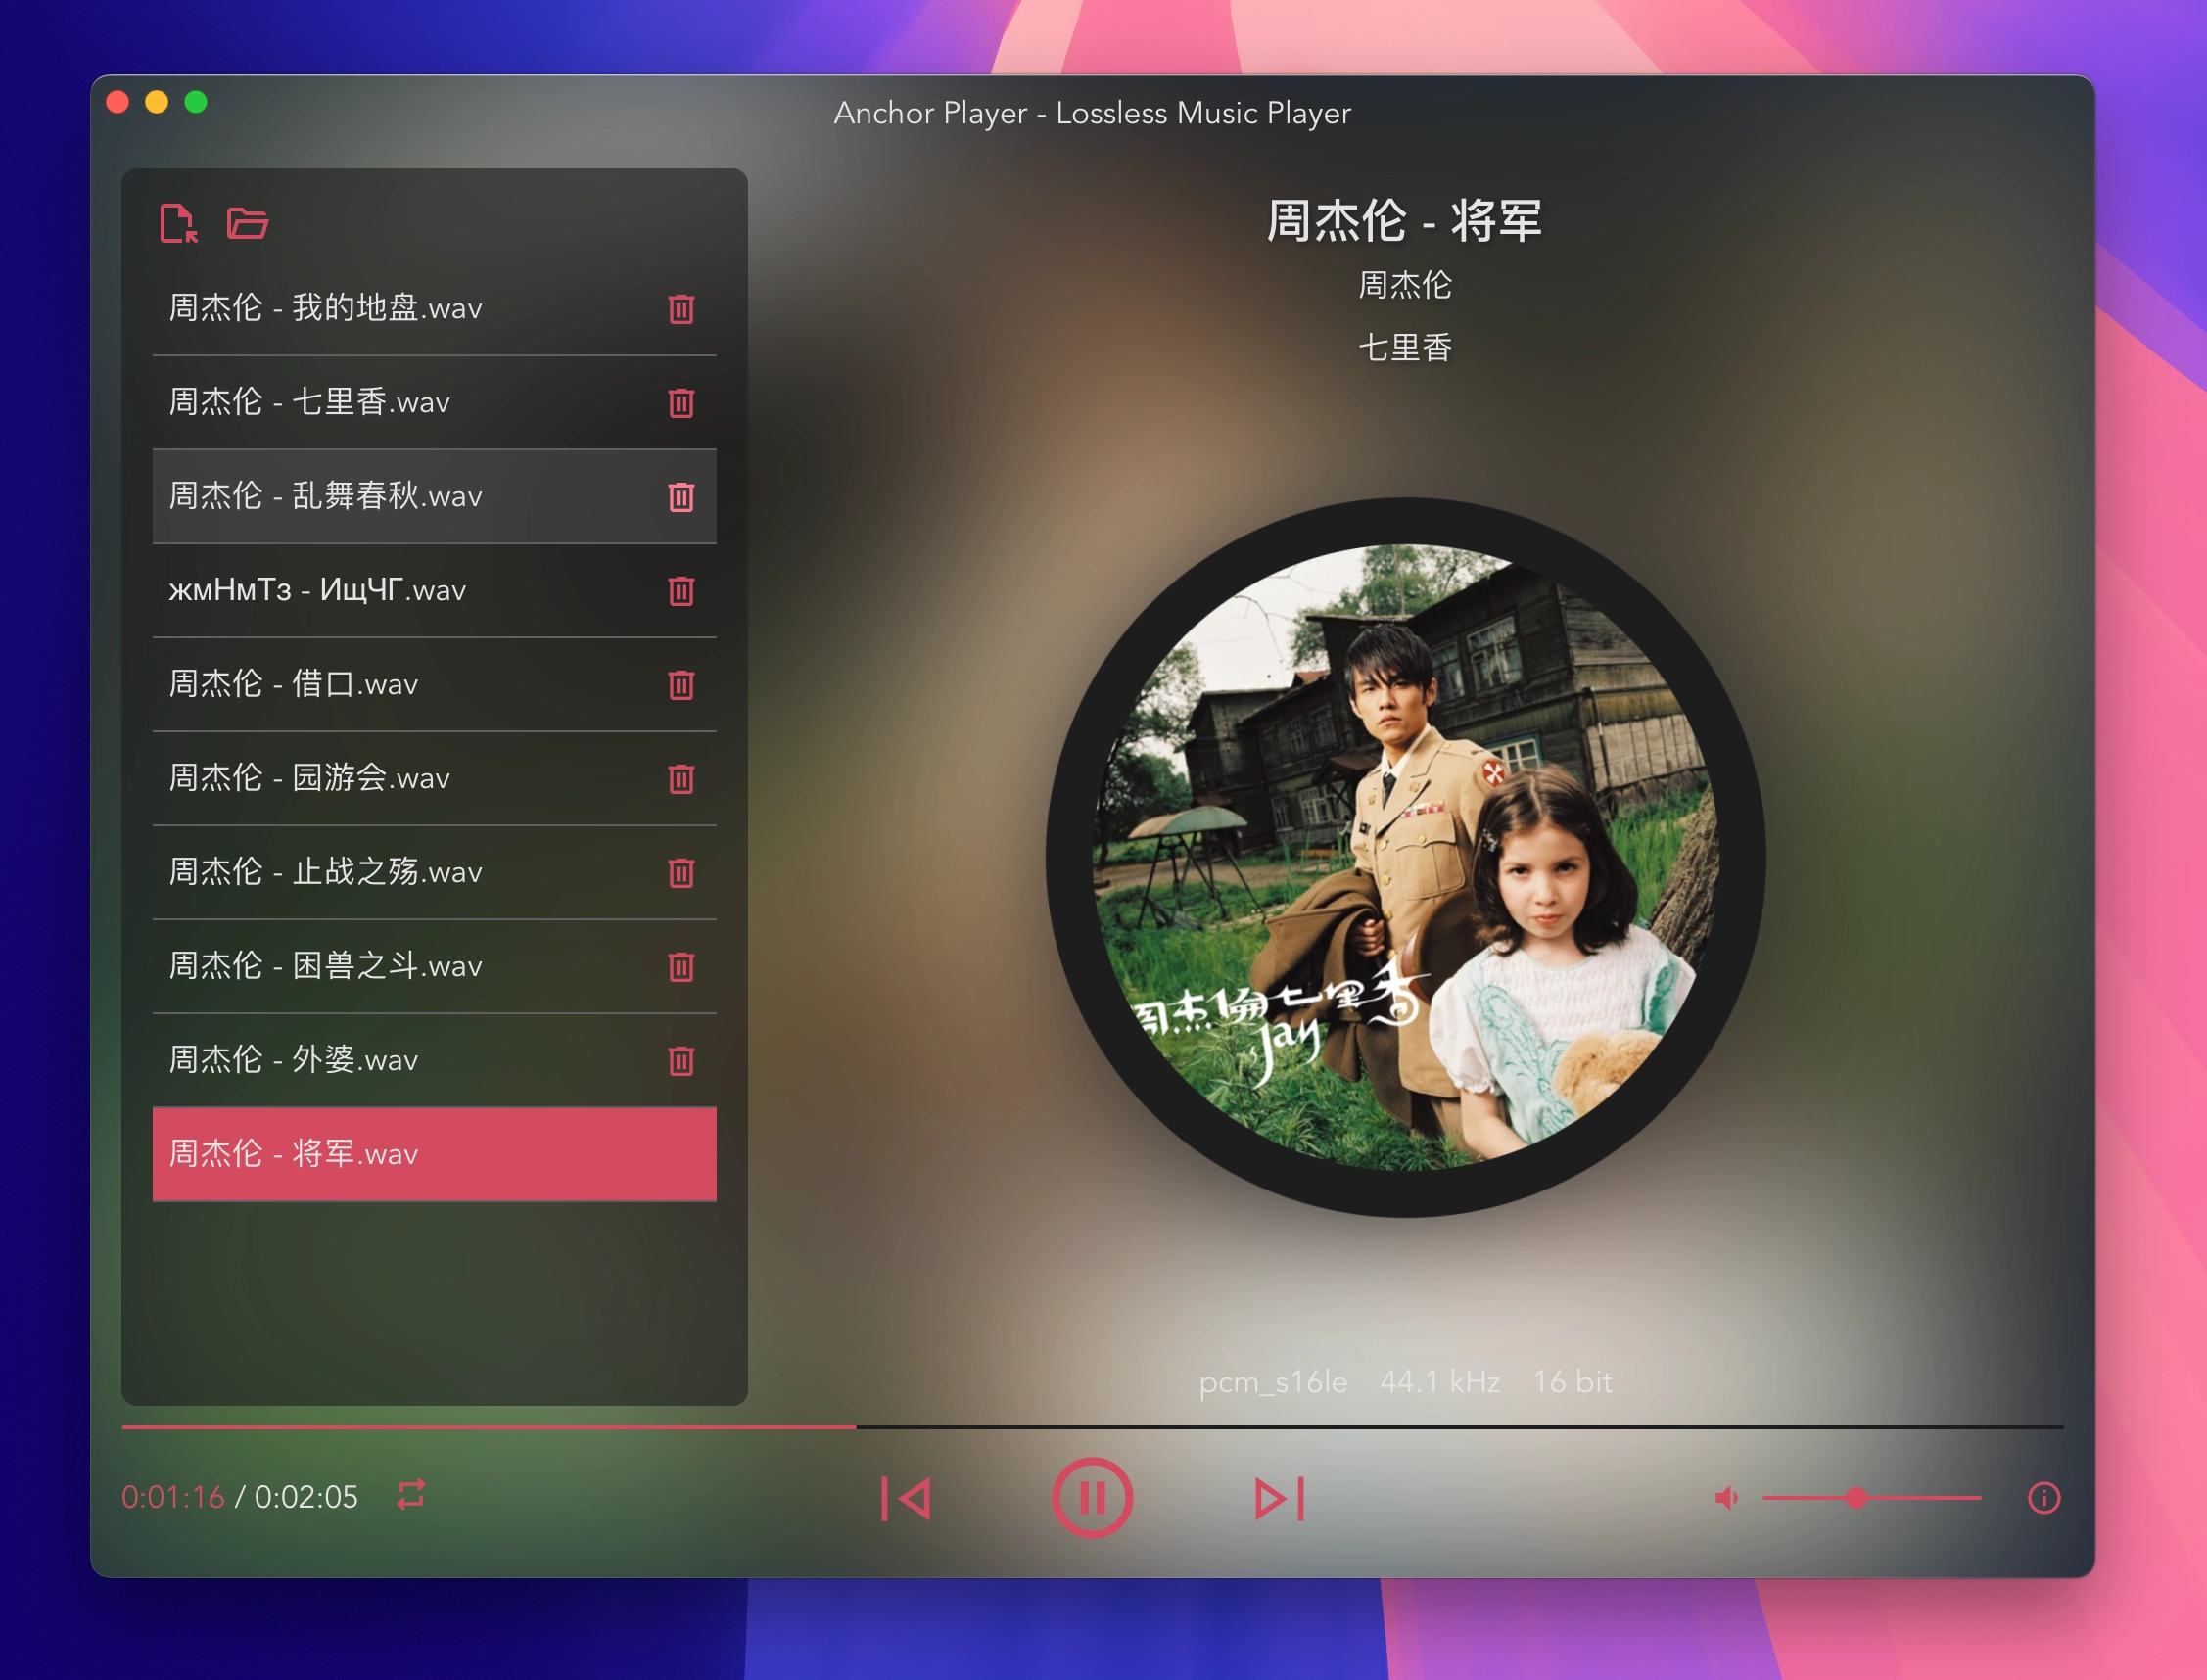 Anchor Player - Lossless Music Player
周杰伦 - 我的地盘.wav
周杰伦 - 七里香.wav
周杰伦 - 乱舞春秋.wav
жмНмТз - ИщЧГ.wav
周杰伦 - 借口.wav
周杰伦 - 园游会.wav
周杰伦 - 止战之殇.wav
周杰伦 - 困兽之斗.wav
周杰伦 - 外婆.wav
周杰伦 - 将军.wav
周杰伦 - 将军
周杰伦
七里香
周杰倫七里香
Jay
pcm_s16le 44.1 kHz 16 bit
0:01:16 / 0:02:05